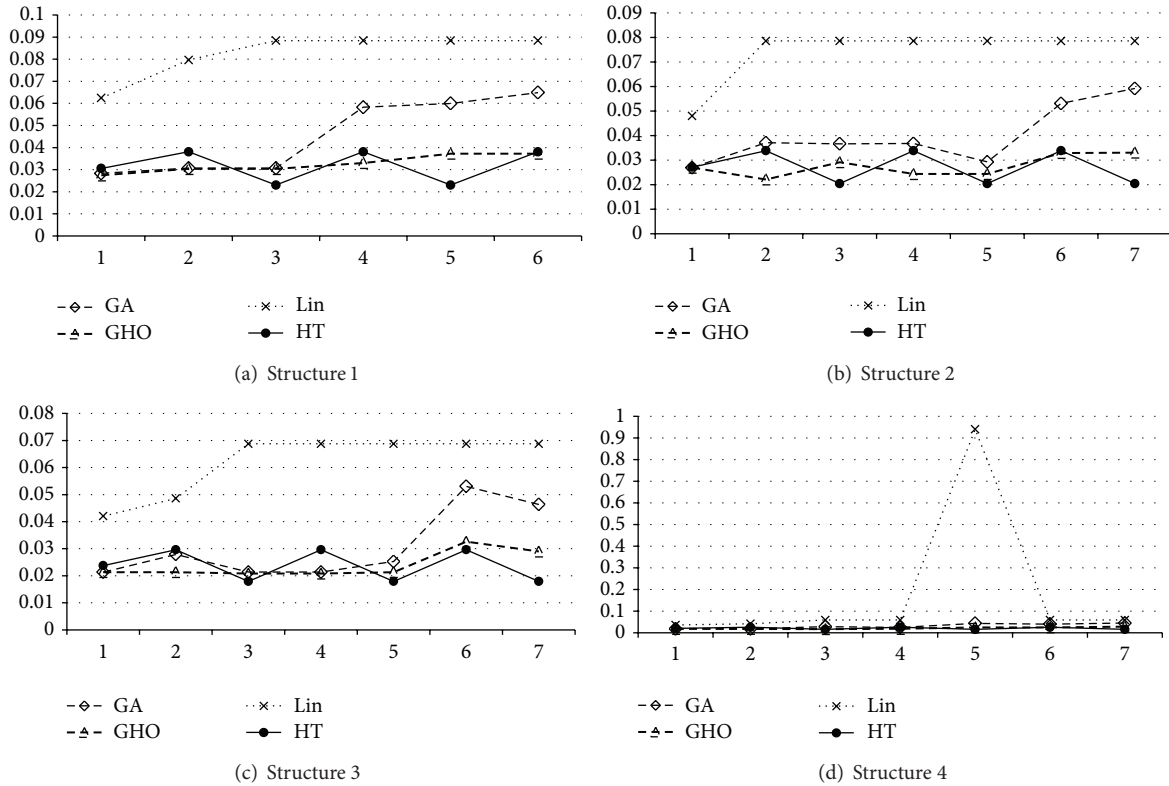 0.1
0.09
0.08
0.07
0.06
0.05
0.04
0.03
0.02
0.01
0
1 2 3 4 5 6
GA Lin
GHO HT
(a) Structure 1
0.09
0.08
0.07
0.06
0.05
0.04
0.03
0.02
0.01
0
1 2 3 4 5 6 7
GA Lin
GHO HT
(b) Structure 2
0.08
0.07
0.06
0.05
0.04
0.03
0.02
0.01
0
1 2 3 4 5 6 7
GA Lin
GHO HT
(c) Structure 3
1
0.9
0.8
0.7
0.6
0.5
0.4
0.3
0.2
0.1
0
1 2 3 4 5 6 7
GA Lin
GHO HT
(d) Structure 4